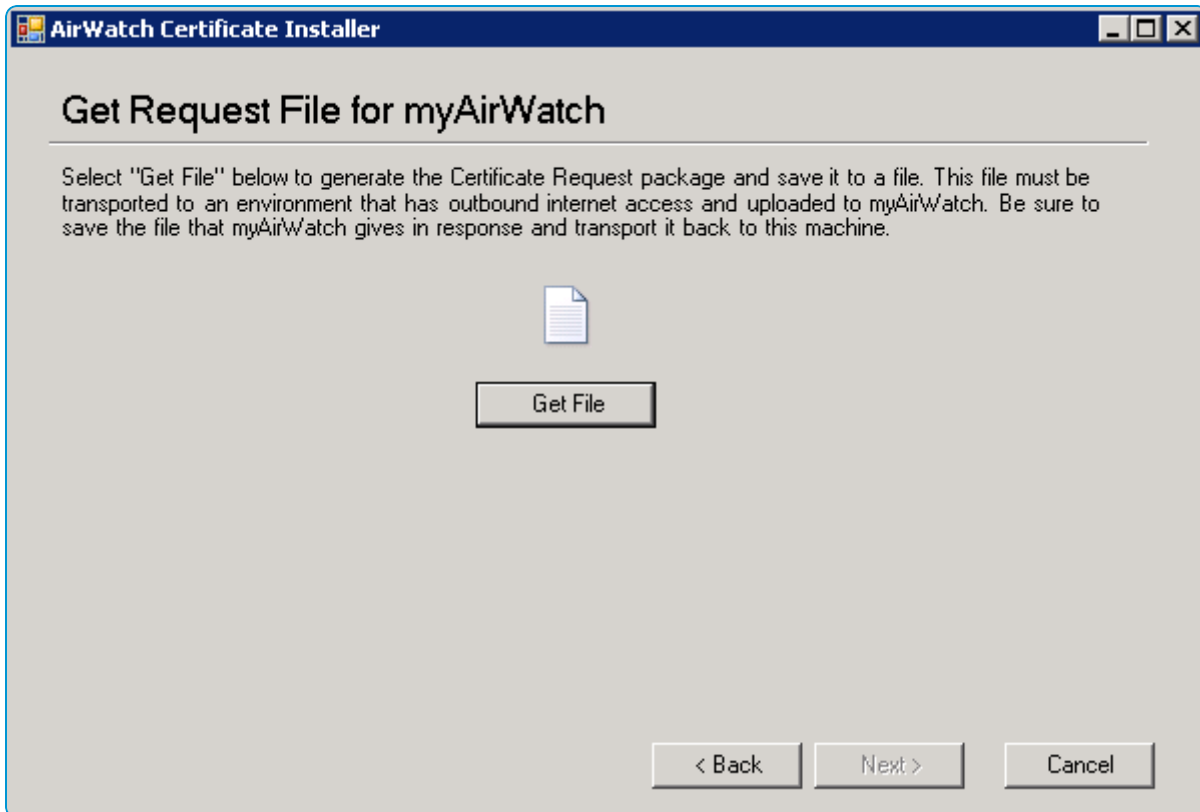 AirWatch Certificate Installer
Get Request File for myAirWatch
Select "Get File" below to generate the Certificate Request package and save it to a file. This file must be
transported to an environment that has outbound internet access and uploaded to myAirWatch. Be sure to
save the file that myAirWatch gives in response and transport it back to this machine.
Get File
< Back
Next >
Cancel